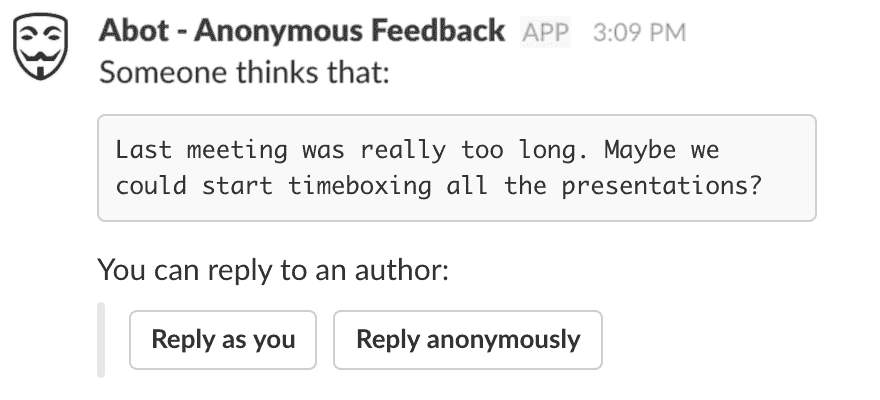 Abot - Anonymous Feedback APP 3:09 PM
Someone thinks that:
Last meeting was really too long. Maybe we
could start timeboxing all the presentations?
You can reply to an author:
Reply as you Reply anonymously